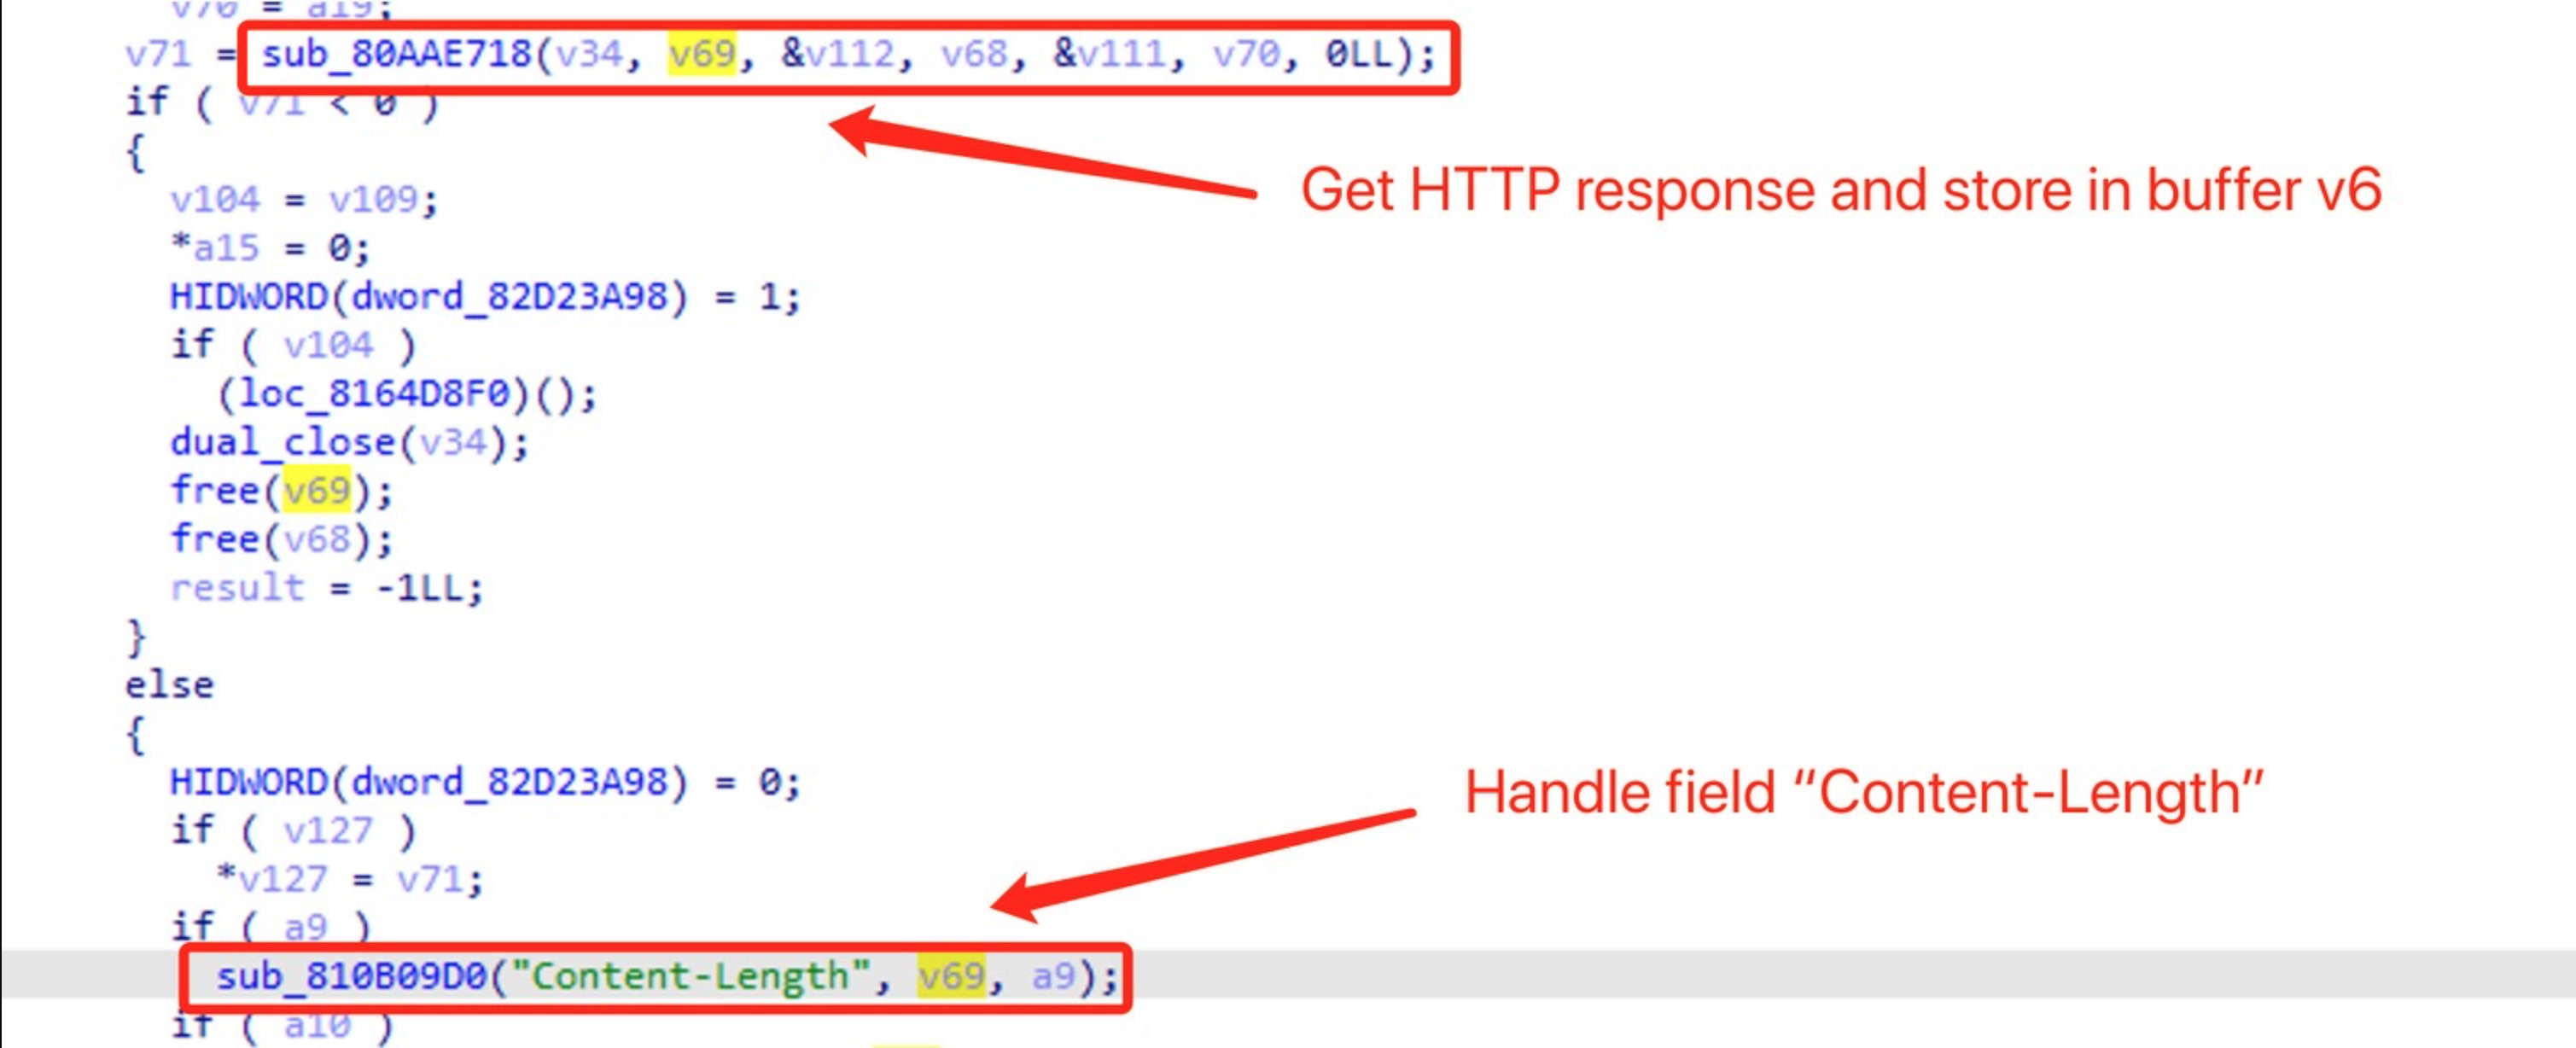 v70 = a19;
v71 = sub_80AAE718(v34, v69, &v112, v68, &v111, v70, 0LL);
if ( v71 < 0 )
{
Get HTTP response and store in buffer v6
v104 = v109;
*a15 = 0;
HIDWORD(dword_82D23A98) = 1;
if ( v104 )
(loc_8164D8F0)();
dual_close(v34);
free(v69);
free(v68);
result = -1LL;
}
else
{
HIDWORD(dword_82D23A98) = 0;
Handle field “Content-Length”
if ( v127 )
*v127 = v71;
if ( a9 )
sub_810B09D0("Content-Length", v69, a9);
if ( a10 )